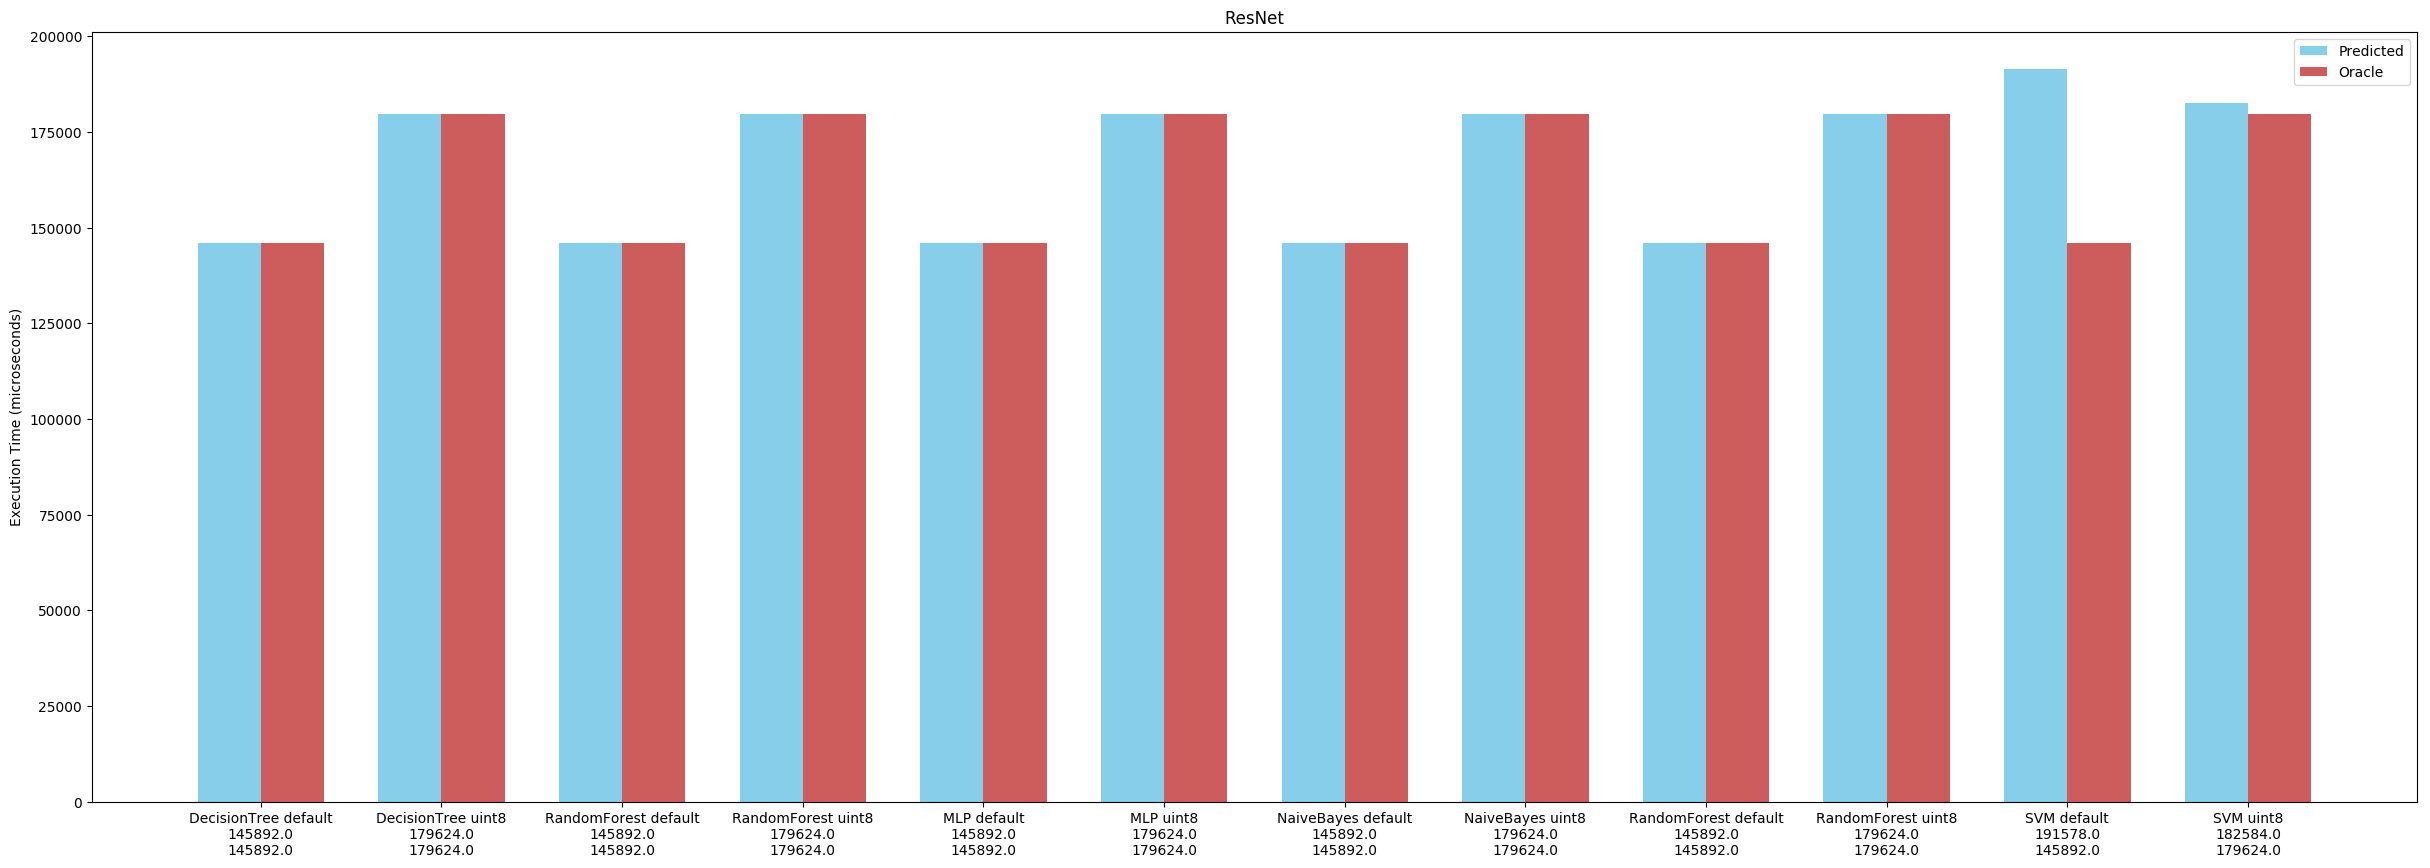 ResNet
Predicted
Oracle
Execution Time (microseconds)
200000
175000
150000
125000
100000
75000
50000
25000
0
DecisionTree default
145892.0
145892.0
DecisionTree uint8
179624.0
179624.0
RandomForest default
145892.0
145892.0
RandomForest uint8
179624.0
179624.0
MLP default
145892.0
145892.0
MLP uint8
179624.0
179624.0
NaiveBayes default
145892.0
145892.0
NaiveBayes uint8
179624.0
179624.0
RandomForest default
145892.0
145892.0
RandomForest uint8
179624.0
179624.0
SVM default
191578.0
145892.0
SVM uint8
182584.0
179624.0